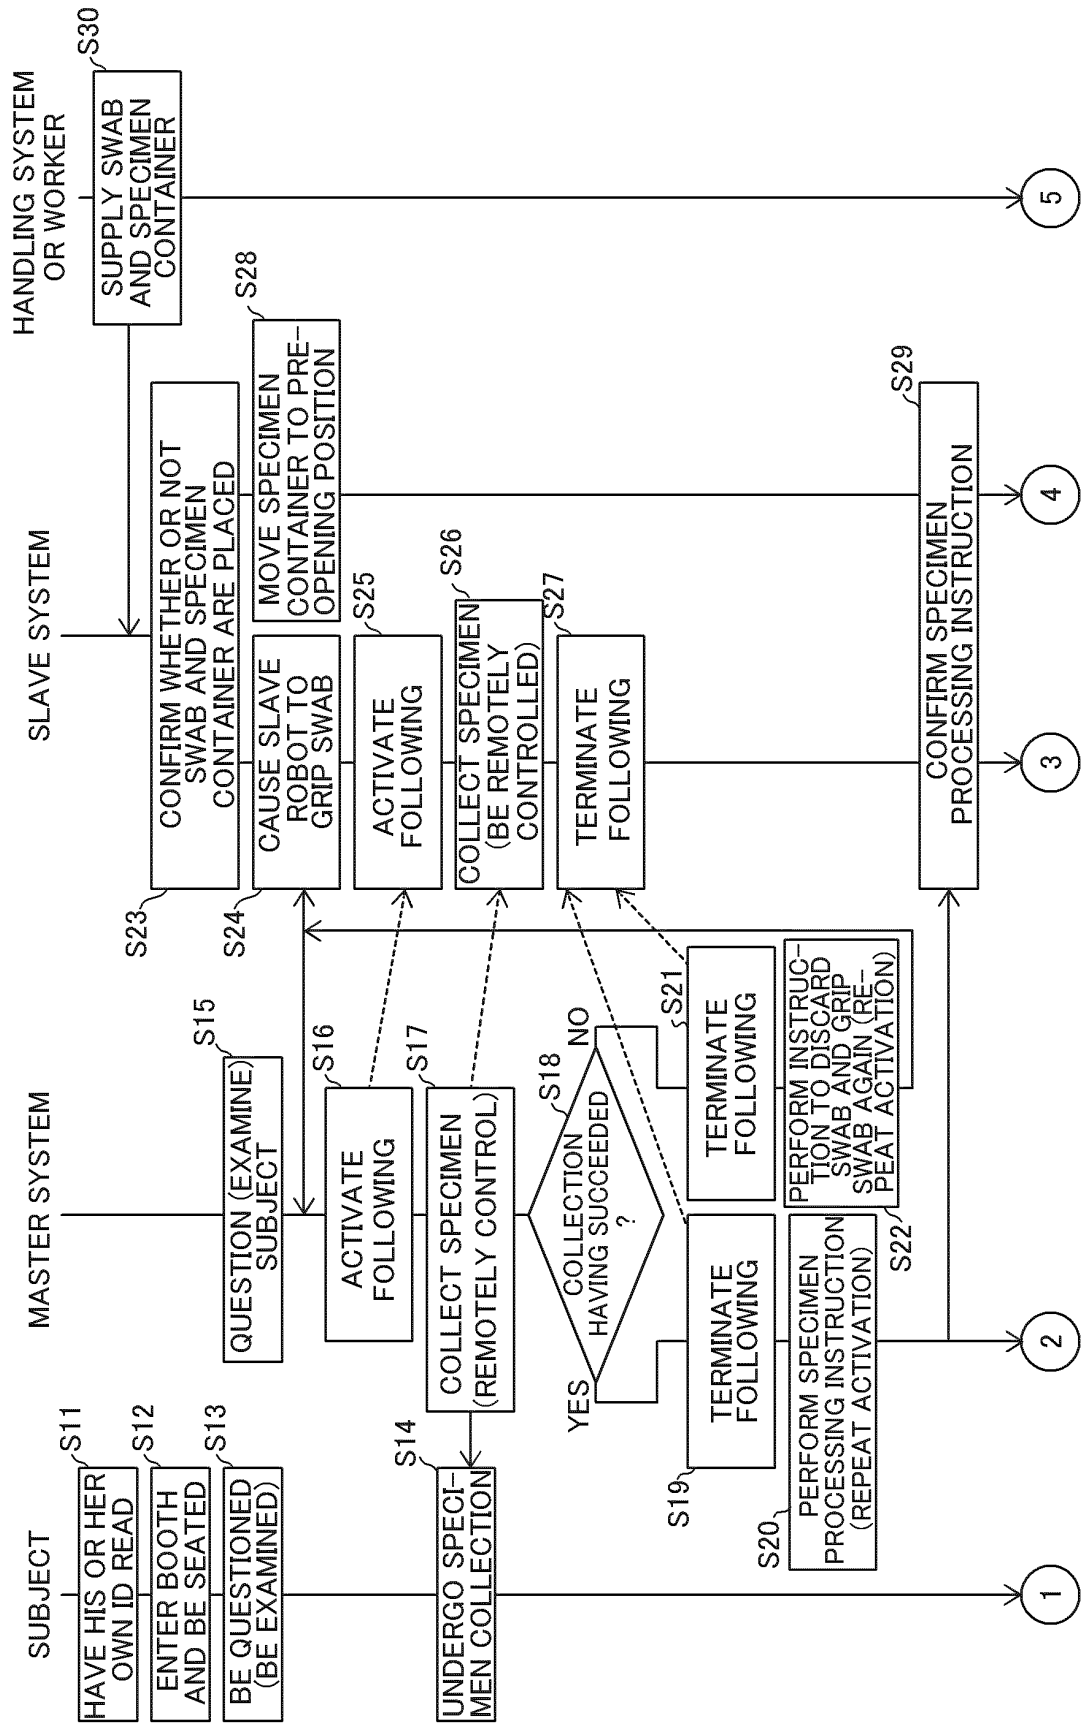 SUBJECT
S11
HAVE HIS OR HER
OWN ID READ
S12
ENTER BOOTH
AND BE SEATED
S13
BE QUESTIONED
(BE EXAMINED)
S14
UNDERGO SPECI-
MEN COLLECTION
1
MASTER SYSTEM
S15
QUESTION (EXAMINE)
SUBJECT
S16
ACTIVATE
FOLLOWING
S17
COLLECT SPECIMEN
(REMOTELY CONTROL)
S18
COLLECTION
HAVING SUCCEEDED
?
YES
NO
S19
TERMINATE
FOLLOWING
S20
PERFORM SPECIMEN
PROCESSING INSTRUCTION
(REPEAT ACTIVATION)
S21
TERMINATE
FOLLOWING
S22
PERFORM INSTRUC-
TION TO DISCARD
SWAB AND GRIP
SWAB AGAIN (RE-
PEAT ACTIVATION)
2
SLAVE SYSTEM
S23
CONFIRM WHETHER OR NOT
SWAB AND SPECIMEN
CONTAINER ARE PLACED
S24
CAUSE SLAVE
ROBOT TO
GRIP SWAB
S28
MOVE SPECIMEN
CONTAINER TO PRE-
OPENING POSITION
S25
ACTIVATE
FOLLOWING
S26
COLLECT SPECIMEN
(BE REMOTELY
CONTROLLED)
S27
TERMINATE
FOLLOWING
S29
CONFIRM SPECIMEN
PROCESSING INSTRUCTION
3
4
HANDLING SYSTEM
OR WORKER
S30
SUPPLY SWAB
AND SPECIMEN
CONTAINER
5